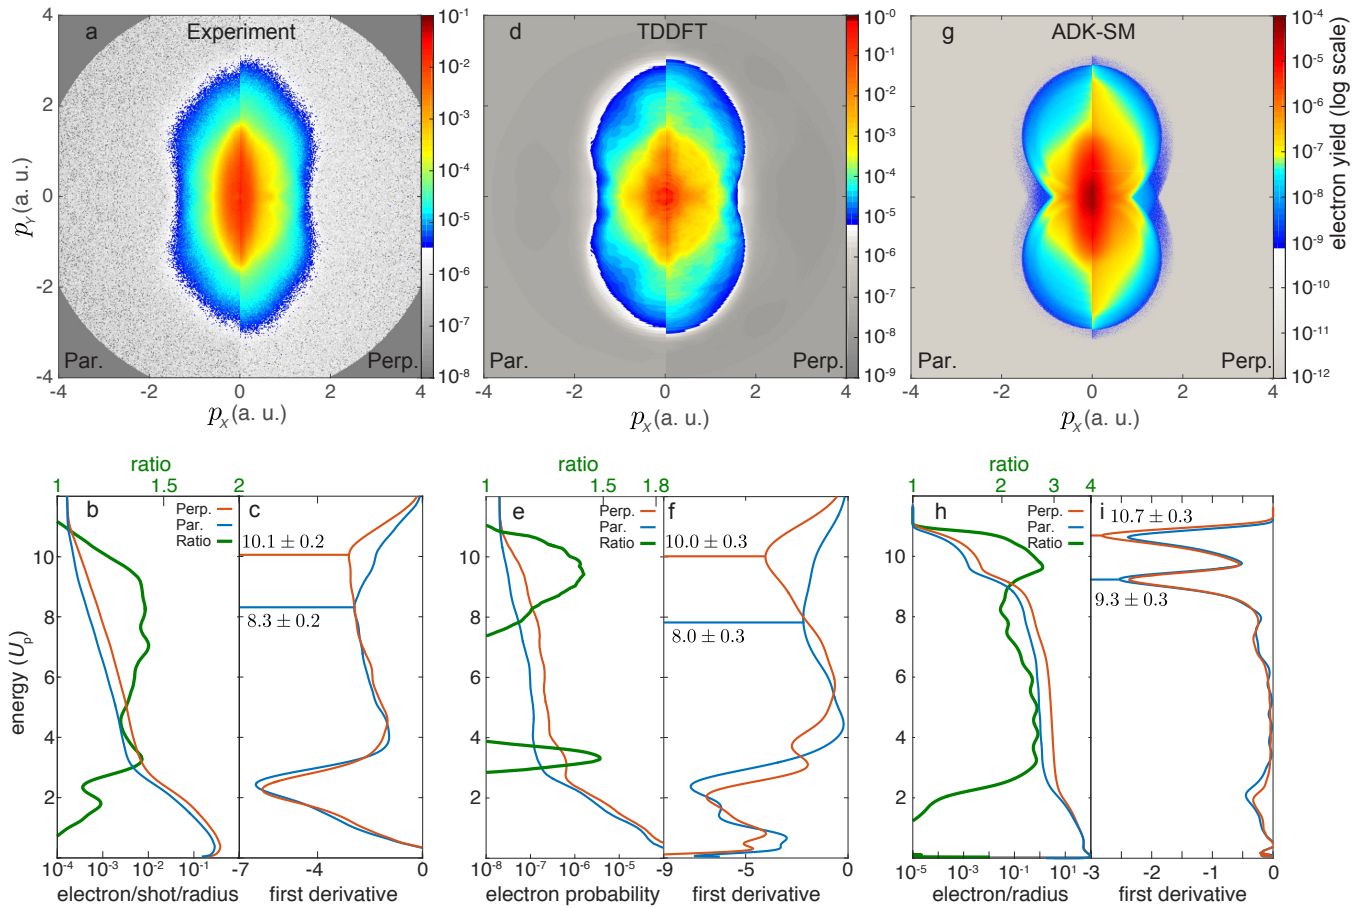 a Experiment
Par. Perp.
4
2
0
-2
-4
-4 -2 0 2 4
p_Y (a. u.)
p_x (a. u.)
10^-1
10^-2
10^-3
10^-4
10^-5
10^-6
10^-7
10^-8
d TDDFT
Par. Perp.
-4 -2 0 2 4
p_x (a. u.)
10^-0
10^-1
10^-2
10^-3
10^-4
10^-5
10^-6
10^-7
10^-8
10^-9
g ADK-SM
Par. Perp.
-4 -2 0 2
p_x (a. u.)
10^-4
10^-5
10^-6
10^-7
10^-8
10^-9
10^-10
10^-11
10^-12
electron yield (log scale)
ratio
1 1.5 2
b
Perp.
Par.
Ratio
energy (U_p)
10
8
6
4
2
10^-4 10^-3 10^-2 10^-1
electron/shot/radius
c
10.1 ± 0.2
8.3 ± 0.2
-7 -4 0
first derivative
ratio
1 1.5 1.8
e
Perp.
Par.
Ratio
10
8
6
4
2
10^-8 10^-7 10^-6 10^-5
electron probability
f
10.0 ± 0.3
8.0 ± 0.3
-9 -5 0
first derivative
ratio
1 2 3 4
h
Perp.
Par.
Ratio
10
8
6
4
2
10^-5 10^-3 10^-1 10^1
electron/radius
i
10.7 ± 0.3
9.3 ± 0.3
-3 -2 -1 0
first derivative